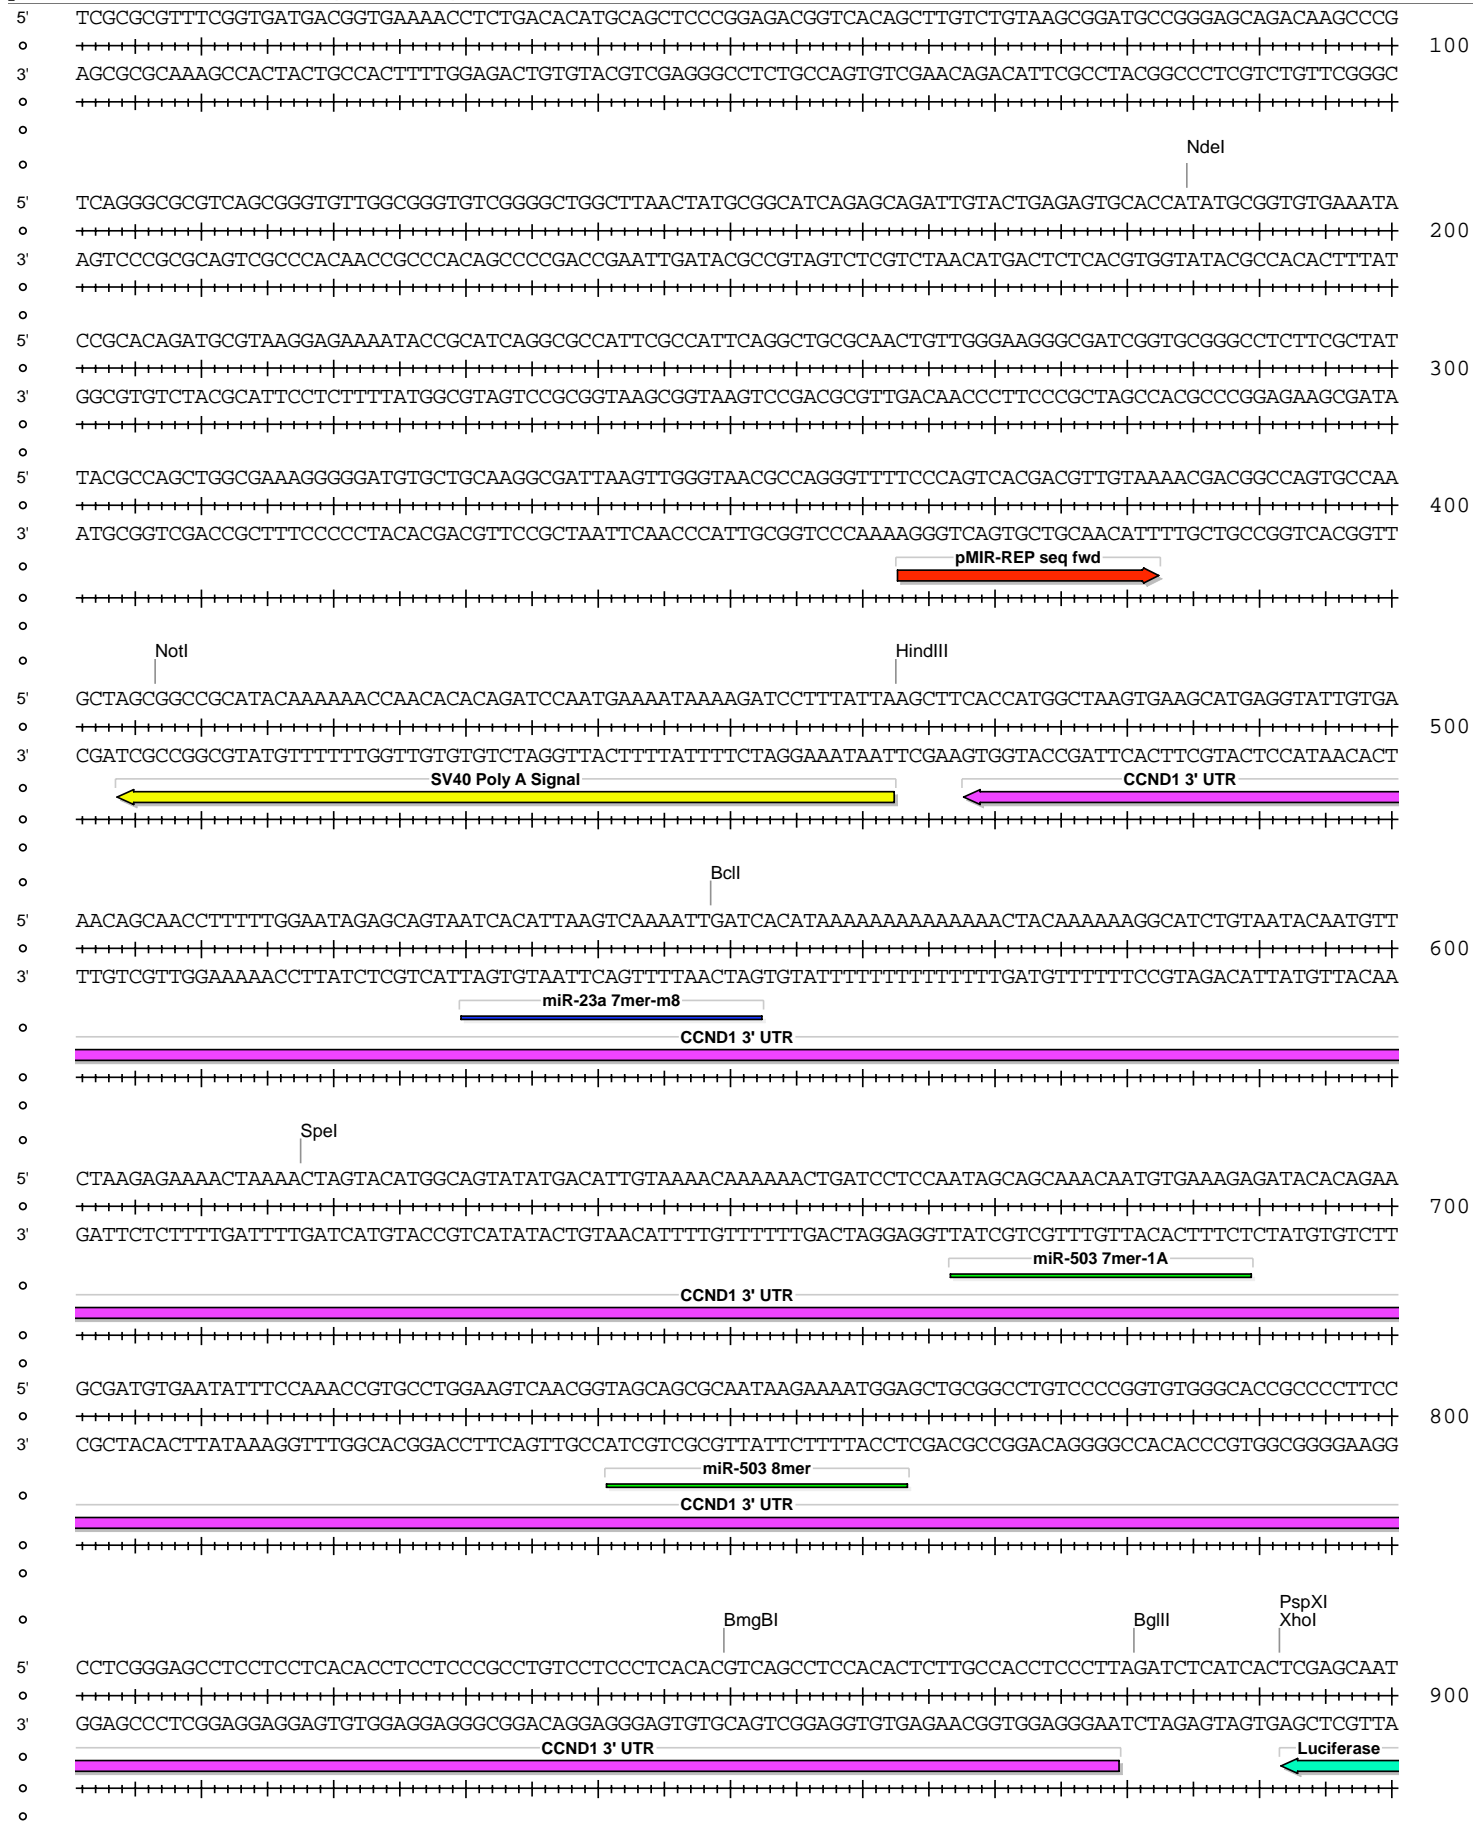 5' TCGCGCGTTTCGGTGATGACGGTGAAAACCTCTGACACATGCAGCTCCCGGAGACGGTCACAGCTTGTCTGTAAGCGGATGCCGGGAGCAGACAAGCCCG
100
3' AGCGCGCAAAGCCACTACTGCCACTTTTGGAGACTGTGTACGTCGAGGGCCTCTGCCAGTGTCGAACAGACATTCGCCTACGGCCCTCGTCTGTTCGGGC
NdeI
5' TCAGGGCGCGTCAGCGGGTGTTGGCGGGTGTCGGGGCTGGCTTAACTATGCGGCATCAGAGCAGATTGTACTGAGAGTGCACCATATGCGGTGTGAAATA
200
3' AGTCCCGCGCAGTCGCCCACAACCGCCCACAGCCCCGACCGAATTGATACGCCGTAGTCTCGTCTAACATGACTCTCACGTGGTATACGCCACACTTTAT
5' CCGCACAGATGCGTAAGGAGAAAATACCGCATCAGGCGCCATTCGCCATTCAGGCTGCGCAACTGTTGGGAAGGGCGATCGGTGCGGGCCTCTTCGCTAT
300
3' GGCGTGTCTACGCATTCCTCTTTTATGGCGTAGTCCGCGGTAAGCGGTAAGTCCGACGCGTTGACAACCCTTCCCGCTAGCCACGCCCGGAGAAGCGATA
5' TACGCCAGCTGGCGAAAGGGGGATGTGCTGCAAGGCGATTAAGTTGGGTAACGCCAGGGTTTTCCCAGTCACGACGTTGTAAAACGACGGCCAGTGCCAA
400
3' ATGCGGTCGACCGCTTTCCCCCTACACGACGTTCCGCTAATTCAACCCATTGCGGTCCCAAAAGGGTCAGTGCTGCAACATTTTGCTGCCGGTCACGGTT
pMIR-REP seq fwd
NotI HindIII
5' GCTAGCGGCCGCATACAAAAAACCAACACACAGATCCAATGAAAATAAAAGATCCTTTATTAAGCTTCACCATGGCTAAGTGAAGCATGAGGTATTGTGA
500
3' CGATCGCCGGCGTATGTTTTTTGGTTGTGTGTCTAGGTTACTTTTATTTTCTAGGAAATAATTCGAAGTGGTACCGATTCACTTCGTACTCCATAACACT
SV40 Poly A Signal CCND1 3' UTR
BclI
5' AACAGCAACCTTTTTGGAATAGAGCAGTAATCACATTAAGTCAAAATTGATCACATAAAAAAAAAAAAAAACTACAAAAAAGGCATCTGTAATACAATGTT
600
3' TTGTCGTTGGAAAAACCTTATCTCGTCATTAGTGTAATTCAGTTTTAACTAGTGTATTTTTTTTTTTTTTTGATGTTTTTTCCGTAGACATTATGTTACAA
miR-23a 7mer-m8
CCND1 3' UTR
SpeI
5' CTAAGAGAAAACTAAAACTAGTACATGGCAGTATATGACATTGTAAAACAAAAAACTGATCCTCCAATAGCAGCAAACAATGTGAAAGAGATACACAGAA
700
3' GATTCTCTTTTGATTTTGATCATGTACCGTCATATACTGTAACATTTTGTTTTTTGACTAGGAGGTTATCGTCGTTTGTTACACTTTCTCTATGTGTCTT
miR-503 7mer-1A
CCND1 3' UTR
5' GCGATGTGAATATTTCCAAACCGTGCCTGGAAGTCAACGGTAGCAGCGCAATAAGAAAATGGAGCTGCGGCCTGTCCCCGGTGTGGGCACCGCCCCTTCC
800
3' CGCTACACTTATAAAGGTTTGGCACGGACCTTCAGTTGCCATCGTCGCGTTATTCTTTTACCTCGACGCCGGACAGGGGCCACACCCGTGGCGGGGAAGG
miR-503 8mer
CCND1 3' UTR
PspXI
BmgBI BglII XhoI
5' CCTCGGGAGCCTCCTCCTCACACCTCCTCCCGCCTGTCCTCCCTCACACGTCAGCCTCCACACTCTTGCCACCTCCCTTAGATCTCATCACTCGAGCAAT
900
3' GGAGCCCTCGGAGGAGGAGTGTGGAGGAGGGCGGACAGGAGGGAGTGTGCAGTCGGAGGTGTGAGAACGGTGGAGGGAATCTAGAGTAGTGAGCTCGTTA
CCND1 3' UTR Luciferase